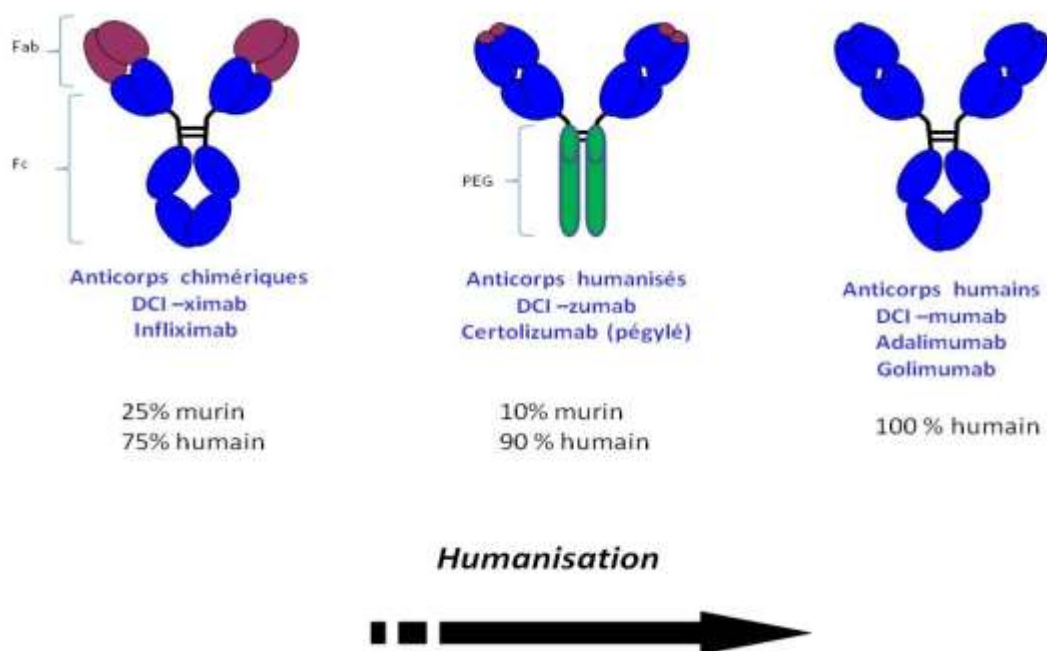 Fab
Fc
Anticorps chimériques
DCI –ximab
Infliximab
25% murin
75% humain
PEG
Anticorps humanisés
DCI –zumab
Certolizumab (pégylé)
10% murin
90 % humain
Anticorps humains
DCI –mumab
Adalimumab
Golimumab
100 % humain
Humanisation